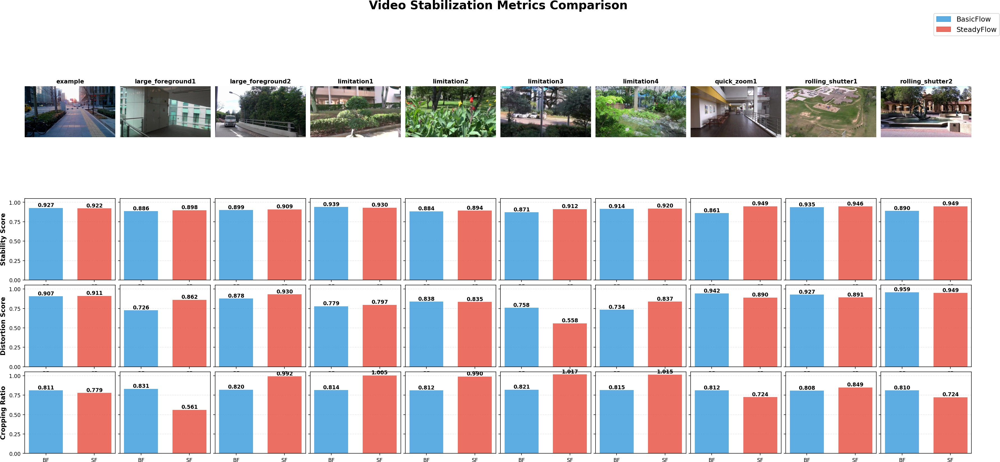 Video Stabilization Metrics Comparison
BasicFlow
SteadyFlow
example large_foreground1 large_foreground2 limitation1 limitation2 limitation3 limitation4 quick_zoom1 rolling_shutter1 rolling_shutter2
Stability Score
1.00
0.75
0.50
0.25
0.00
0.927 0.922 0.886 0.898 0.899 0.909 0.939 0.930 0.884 0.894 0.871 0.912 0.914 0.920 0.861 0.949 0.935 0.946 0.890 0.949
Distortion Score
1.00
0.75
0.50
0.25
0.00
0.907 0.911 0.726 0.862 0.878 0.930 0.779 0.797 0.838 0.835 0.758 0.558 0.734 0.837 0.942 0.890 0.927 0.891 0.959 0.949
Cropping Ratio
1.00
0.75
0.50
0.25
0.00
0.811 0.779 0.831 0.561 0.820 0.992 0.814 1.005 0.812 0.990 0.821 1.017 0.815 1.015 0.812 0.724 0.808 0.849 0.810 0.724
BF SF BF SF BF SF BF SF BF SF BF SF BF SF BF SF BF SF BF SF